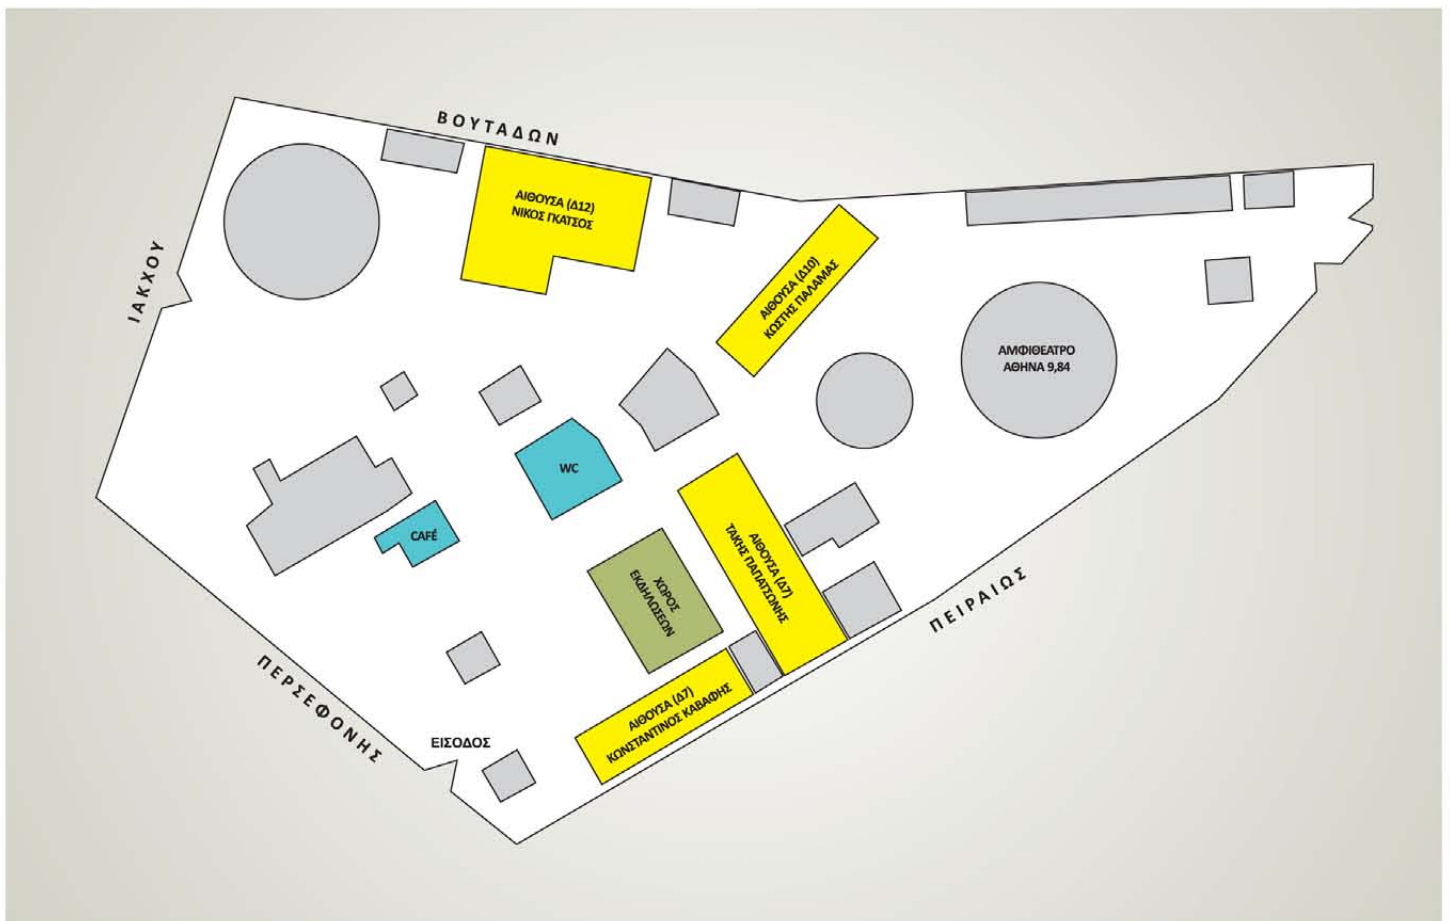 ΒΟΥΤΑΔΩΝ
ΑΙΘΟΥΣΑ (Δ12)
ΝΙΚΟΣ ΓΚΑΤΣΟΣ
ΙΑΚΧΟΥ
ΑΙΘΟΥΣΑ (Δ10)
ΚΩΣΤΗΣ ΠΑΛΑΜΑΣ
ΑΜΦΙΘΕΑΤΡΟ
ΑΘΗΝΑ 9,84
WC
CAFÉ
ΑΙΘΟΥΣΑ (Δ7)
ΤΑΚΗΣ ΠΑΠΑΤΣΩΝΗΣ
ΧΩΡΟΣ
ΕΚΔΗΛΩΣΕΩΝ
ΠΕΙΡΑΙΩΣ
ΠΕΡΣΕΦΟΝΗΣ
ΑΙΘΟΥΣΑ (Δ7)
ΚΩΝΣΤΑΝΤΙΝΟΣ ΚΑΒΑΦΗΣ
ΕΙΣΟΔΟΣ